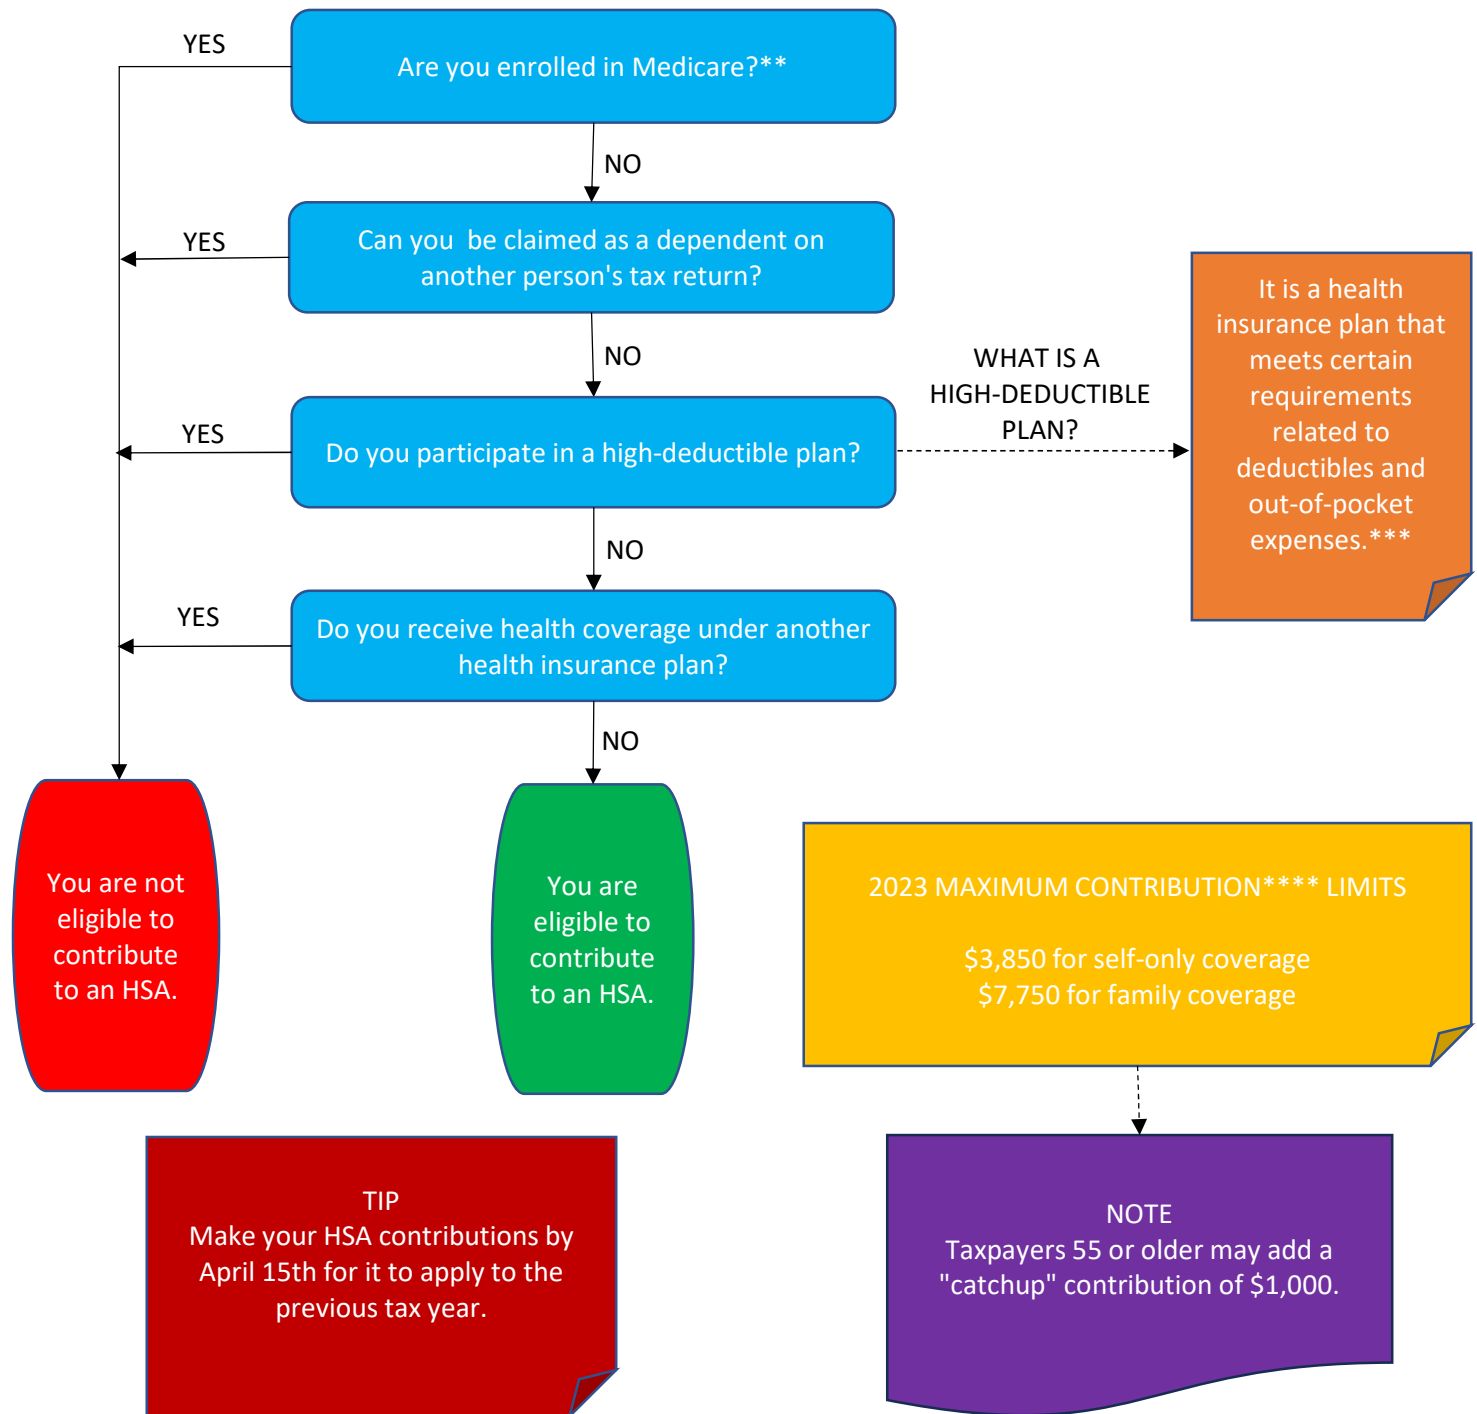 YES
Are you enrolled in Medicare?**
NO
YES
Can you be claimed as a dependent on
another person's tax return?
NO
YES
Do you participate in a high-deductible plan?
WHAT IS A
HIGH-DEDUCTIBLE
PLAN?
It is a health
insurance plan that
meets certain
requirements
related to
deductibles and
out-of-pocket
expenses.***
NO
YES
Do you receive health coverage under another
health insurance plan?
NO
You are not
eligible to
contribute
to an HSA.
You are
eligible to
contribute
to an HSA.
2023 MAXIMUM CONTRIBUTION**** LIMITS
$3,850 for self-only coverage
$7,750 for family coverage
TIP
Make your HSA contributions by
April 15th for it to apply to the
previous tax year.
NOTE
Taxpayers 55 or older may add a
"catchup" contribution of $1,000.